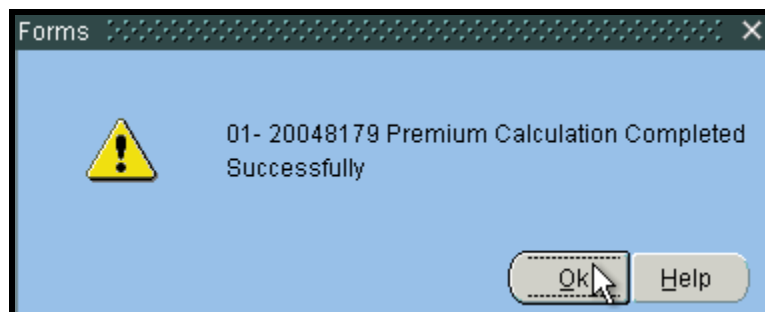 Forms
01- 20048179 Premium Calculation Completed
Successfully
Ok Help